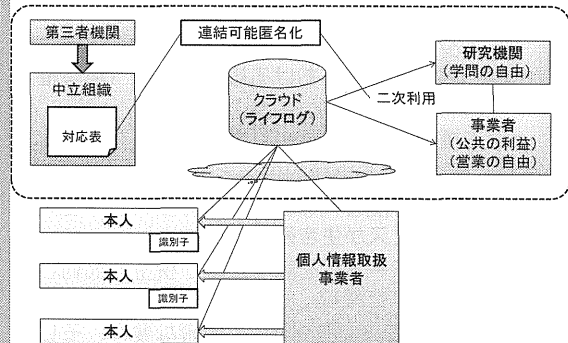 第三者機関
連結可能匿名化
中立組織
対応表
クラウド
(ライフログ)
二次利用
研究機関
(学問の自由)
事業者
(公共の利益)
(営業の自由)
本人
識別子
本人
識別子
本人
個人情報取扱
事業者